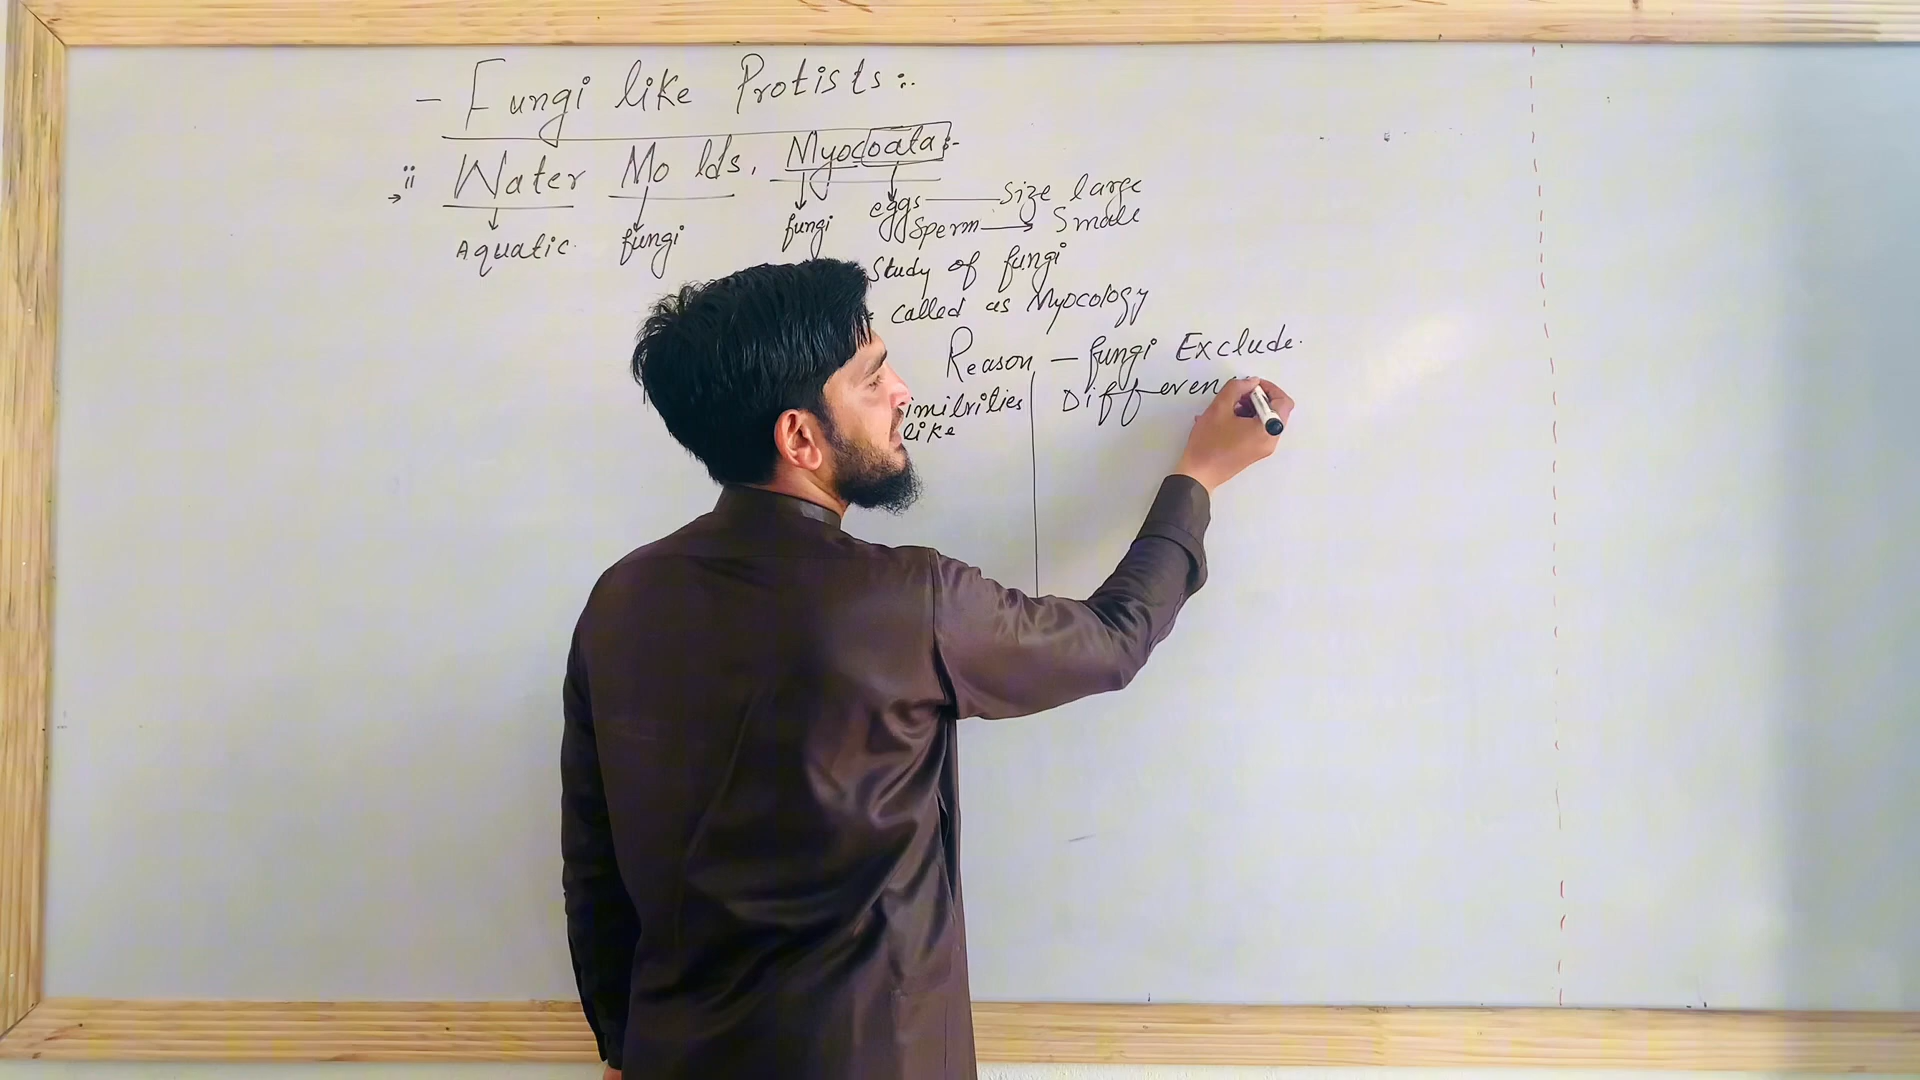 - Fungi like Protists:.
ii Water Molds, Myocoata:-
→ Aquatic. fungi fungi eggs — Size large
Sperm → Small
Study of fungi
called as Myocology
Reason - fungi Exclude.
imilrities Differen
like